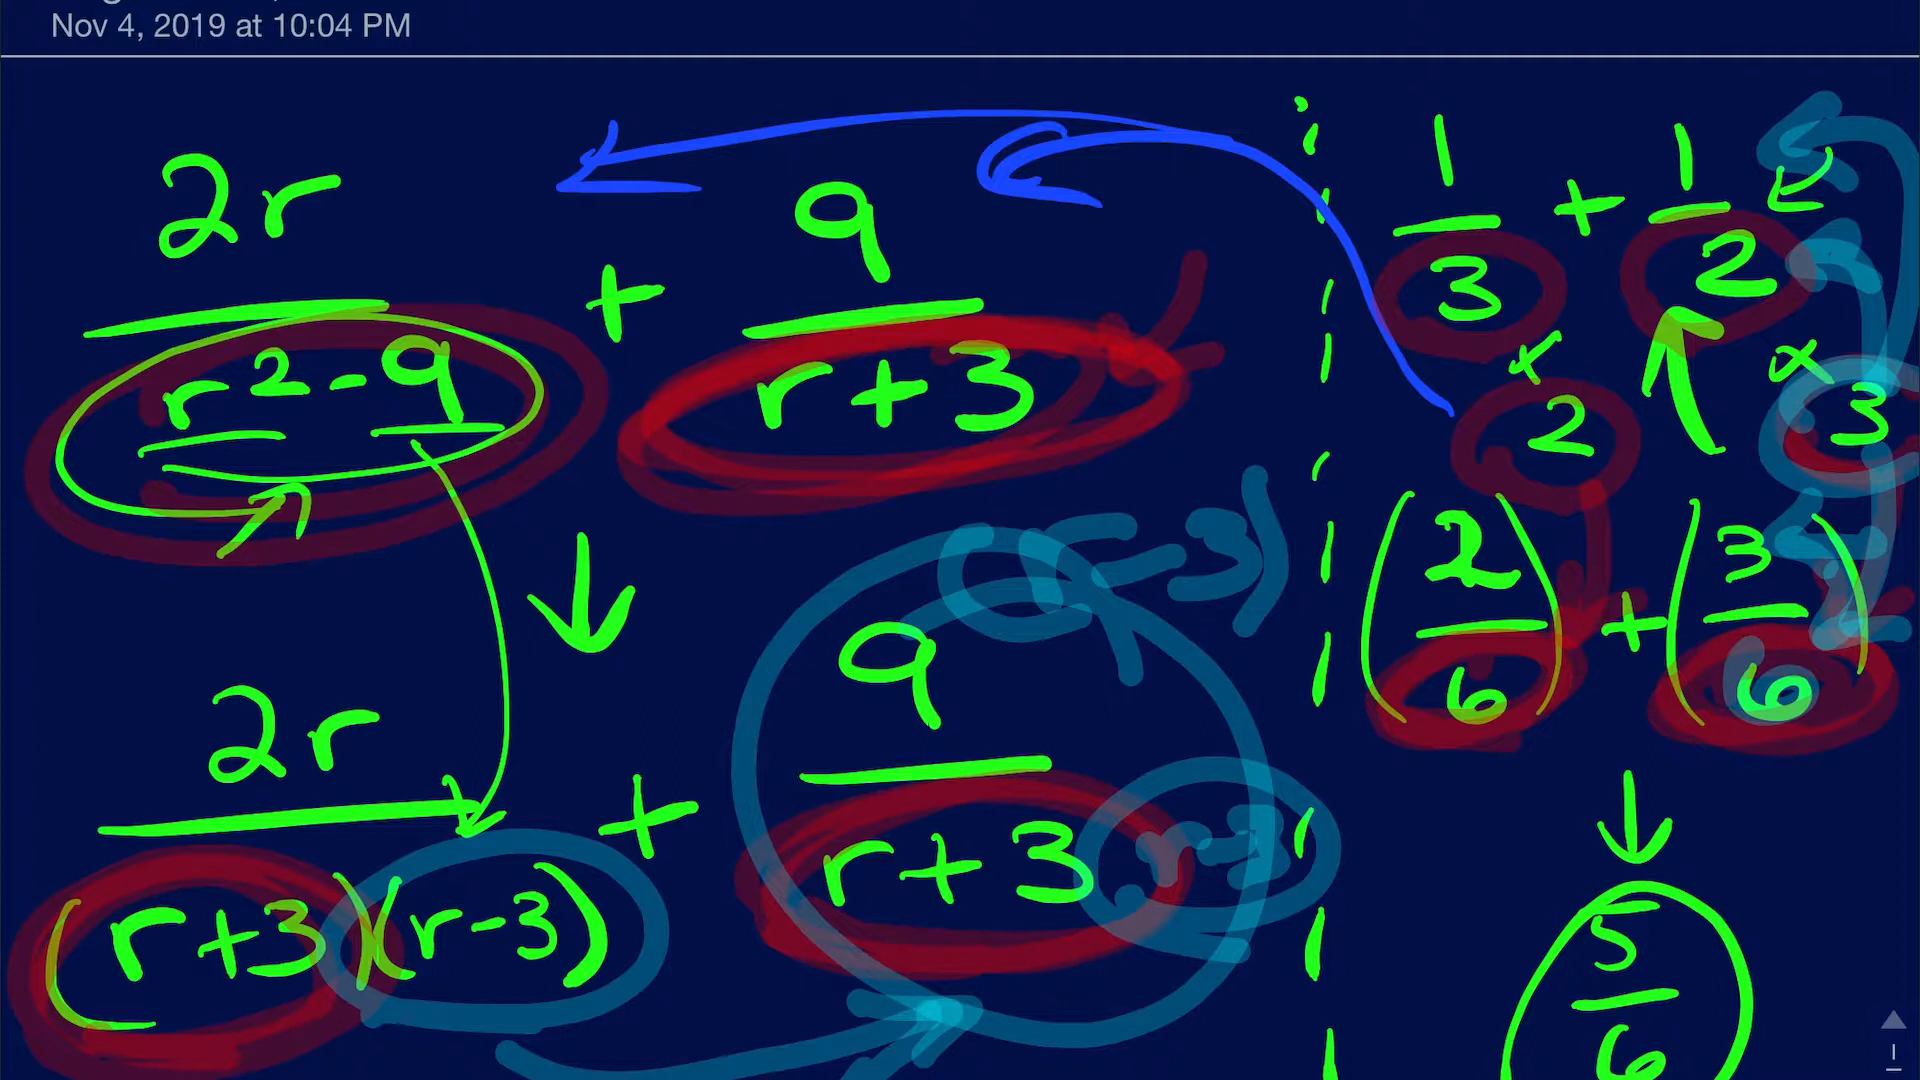 Nov 4, 2019 at 10:04 PM
2r + 9
r2 - 9 r + 3
2r + 9 (r-3)
(r+3)(r-3) r+3 r-3
1 + 1
3 2
x 2 x 3
(2 + (3
6) 6)
5
6